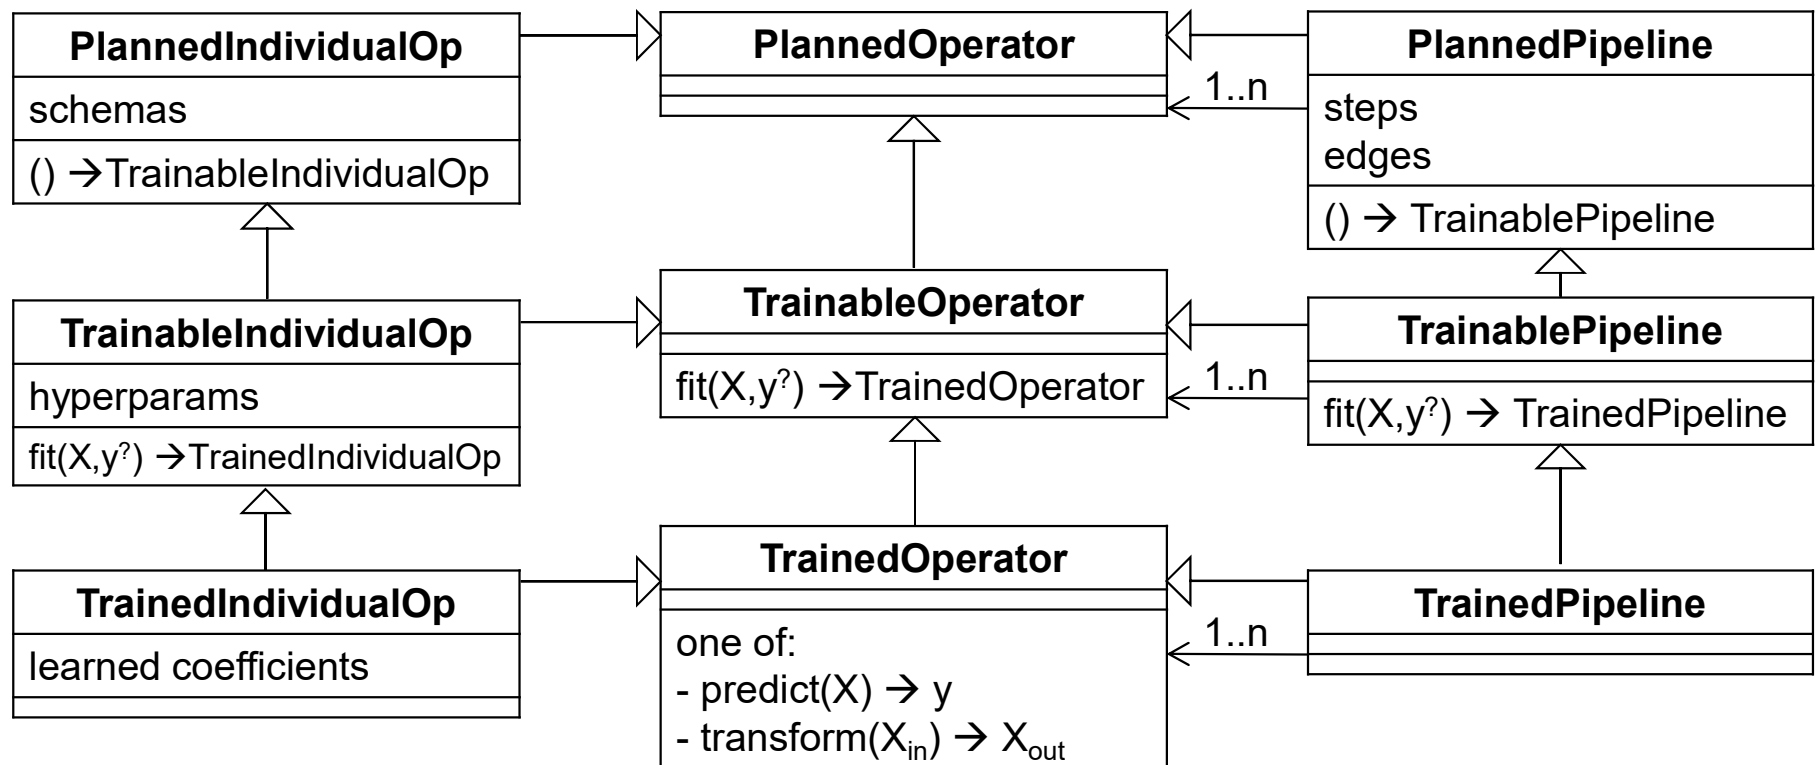 PlannedIndividualOp
schemas
() →TrainableIndividualOp
PlannedOperator
1..n
PlannedPipeline
steps
edges
() → TrainablePipeline
TrainableIndividualOp
hyperparams
fit(X,y?) →TrainedIndividualOp
TrainableOperator
fit(X,y?) →TrainedOperator
1..n
TrainablePipeline
fit(X,y?) → TrainedPipeline
TrainedIndividualOp
learned coefficients
TrainedOperator
one of:
- predict(X) → y
- transform(Xin) → Xout
1..n
TrainedPipeline